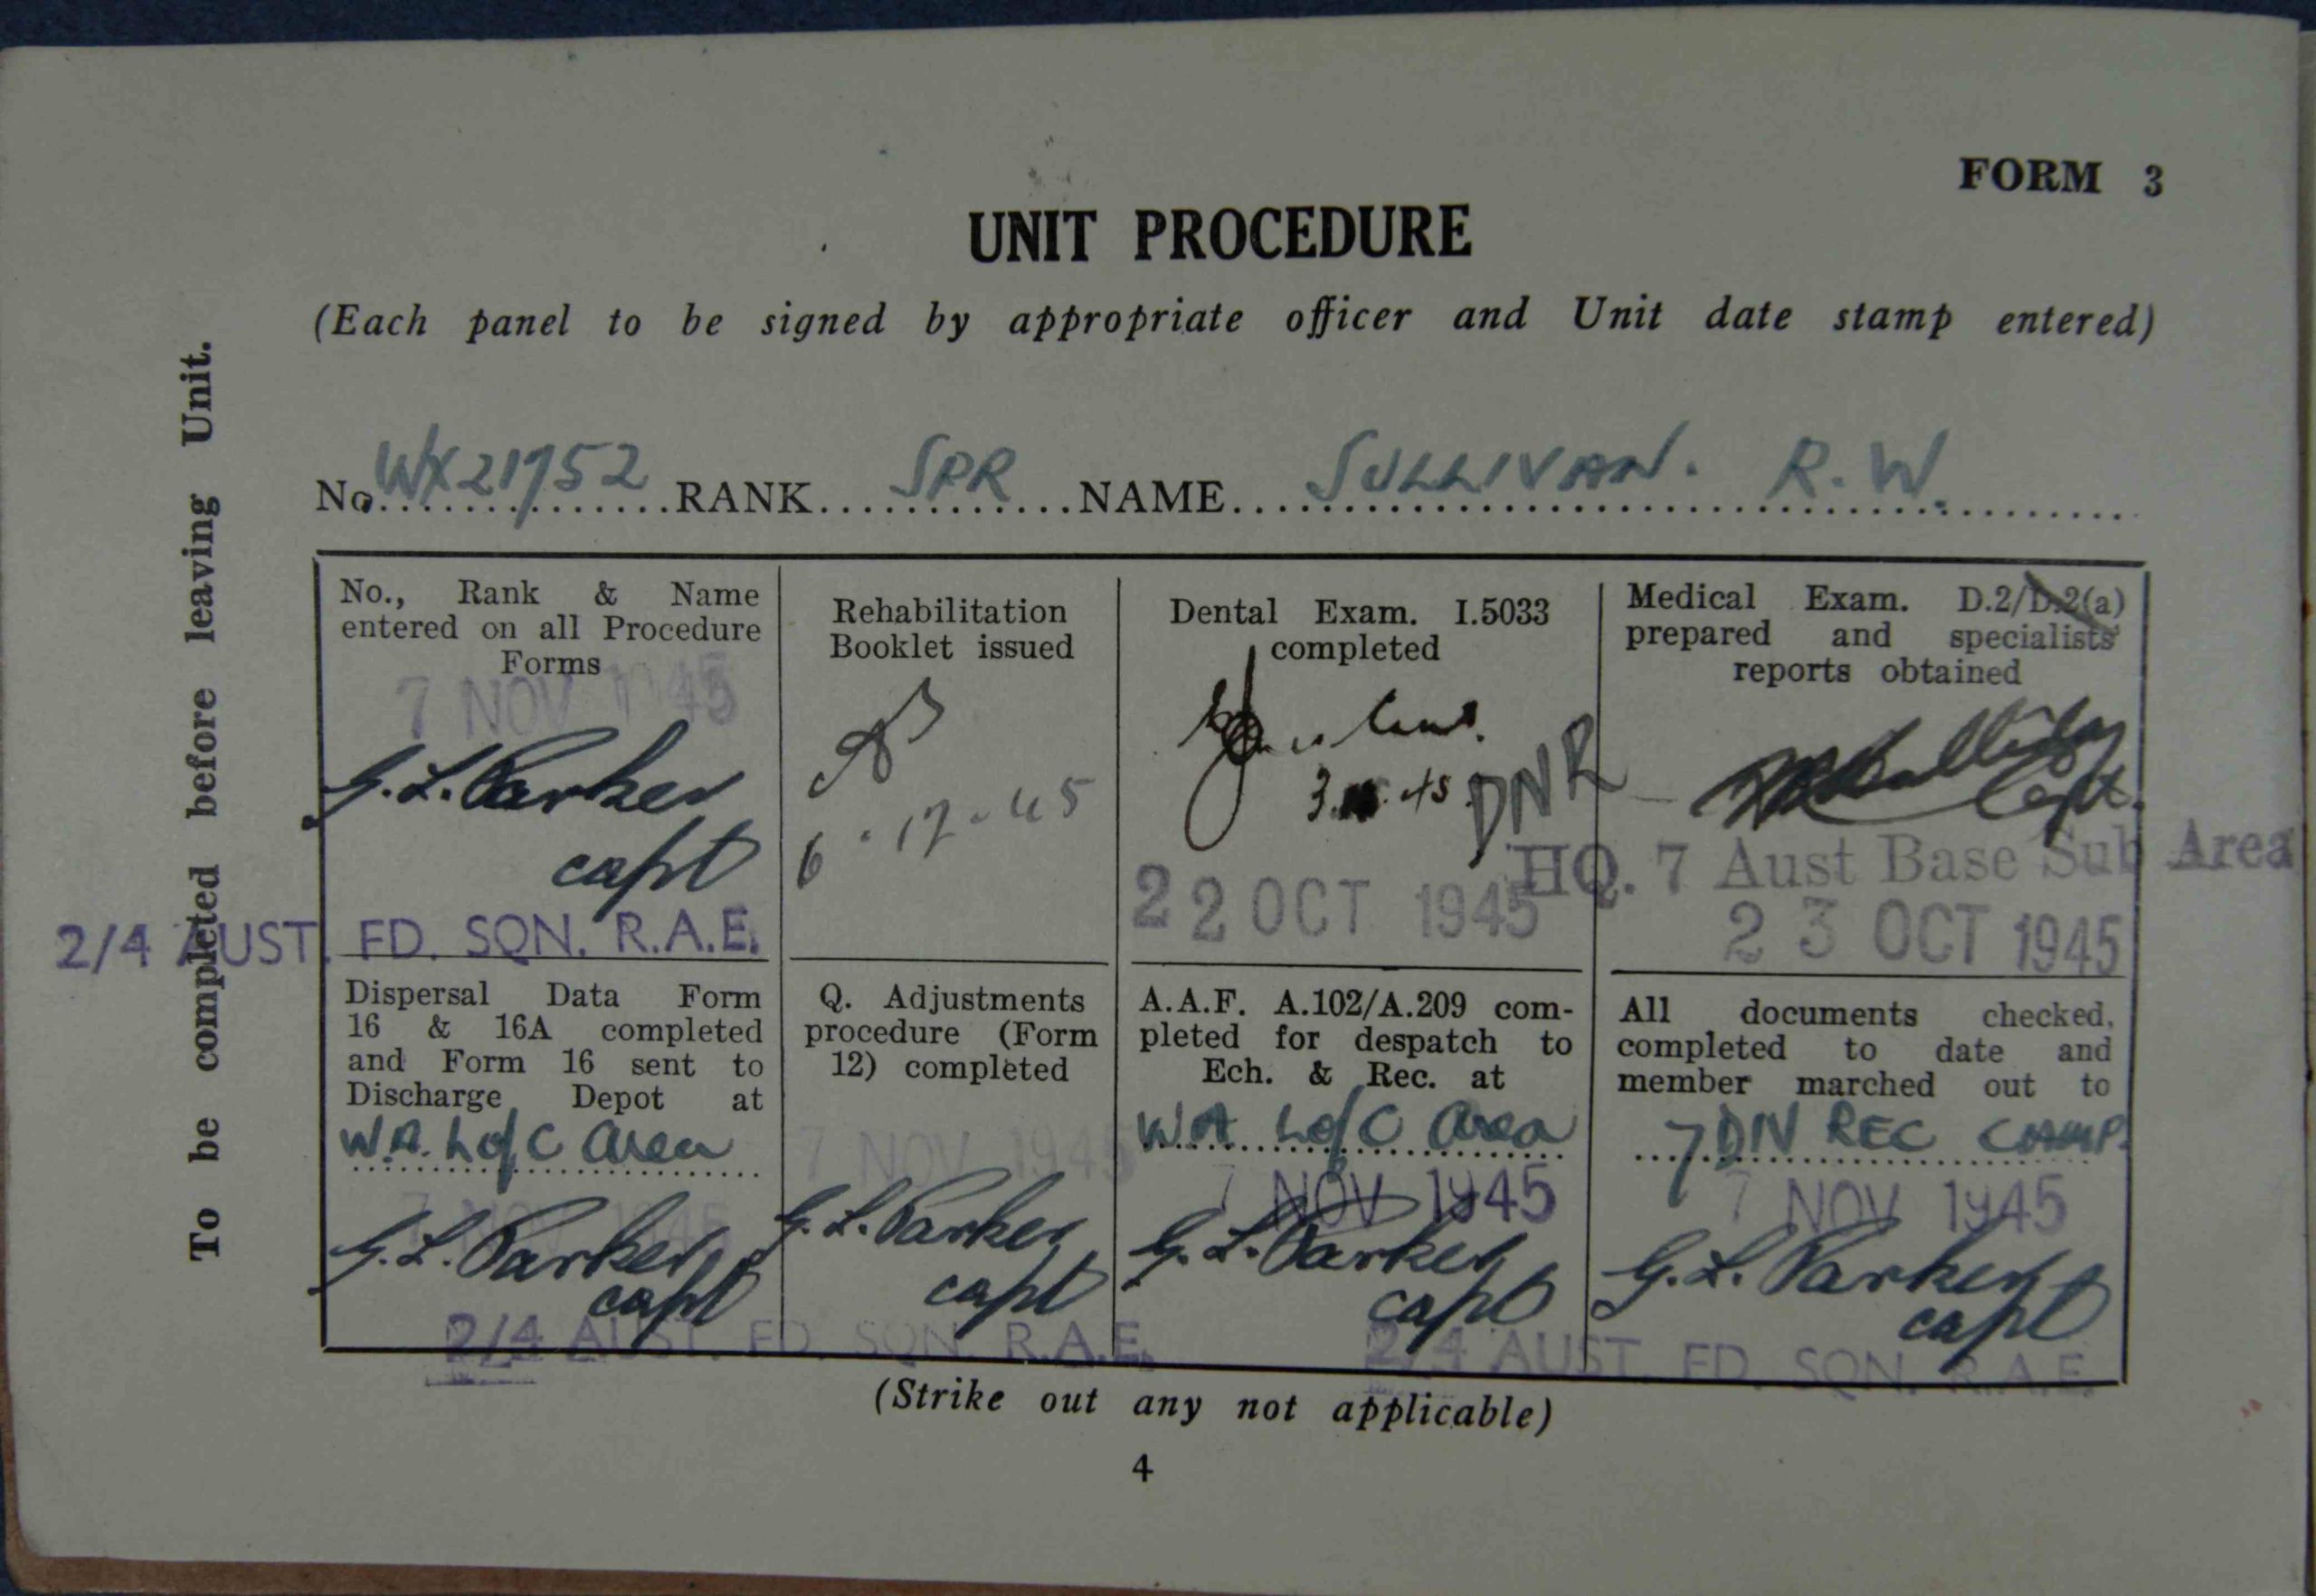 FORM 3
UNIT PROCEDURE
(Each panel to be signed by appropriate officer and Unit date stamp entered)
To be completed before leaving Unit.
No. WX21752 RANK SPR NAME SULLIVAN. R.W.
No., Rank & Name
entered on all Procedure
Forms
7 NOV 1945
G.L. Parker
capt
2/4 AUST. FD. SQN. R.A.E.
Rehabilitation
Booklet issued
6.12.45
Dental Exam. I.5033
completed
DNR
22 OCT 1945
Medical Exam. D.2/D.2(a)
prepared and specialists'
reports obtained
Capt.
HQ. 7 Aust Base Sub Area
23 OCT 1945
Dispersal Data Form
16 & 16A completed
and Form 16 sent to
Discharge Depot at
W.A. L of C Area
7 NOV 1945
G.L. Parker
capt
Q. Adjustments
procedure (Form
12) completed
7 NOV 1945
G.L. Parker
capt
2/4 AUST. FD. SQN. R.A.E.
A.A.F. A.102/A.209 com-
pleted for despatch to
Ech. & Rec. at
WA L of C Area
7 NOV 1945
G.L. Parker
capt
All documents checked,
completed to date and
member marched out to
7 DIV REC CAMP.
7 NOV 1945
G.L. Parker
capt
2/4 AUST. FD. SQN. R.A.E.
(Strike out any not applicable)
4